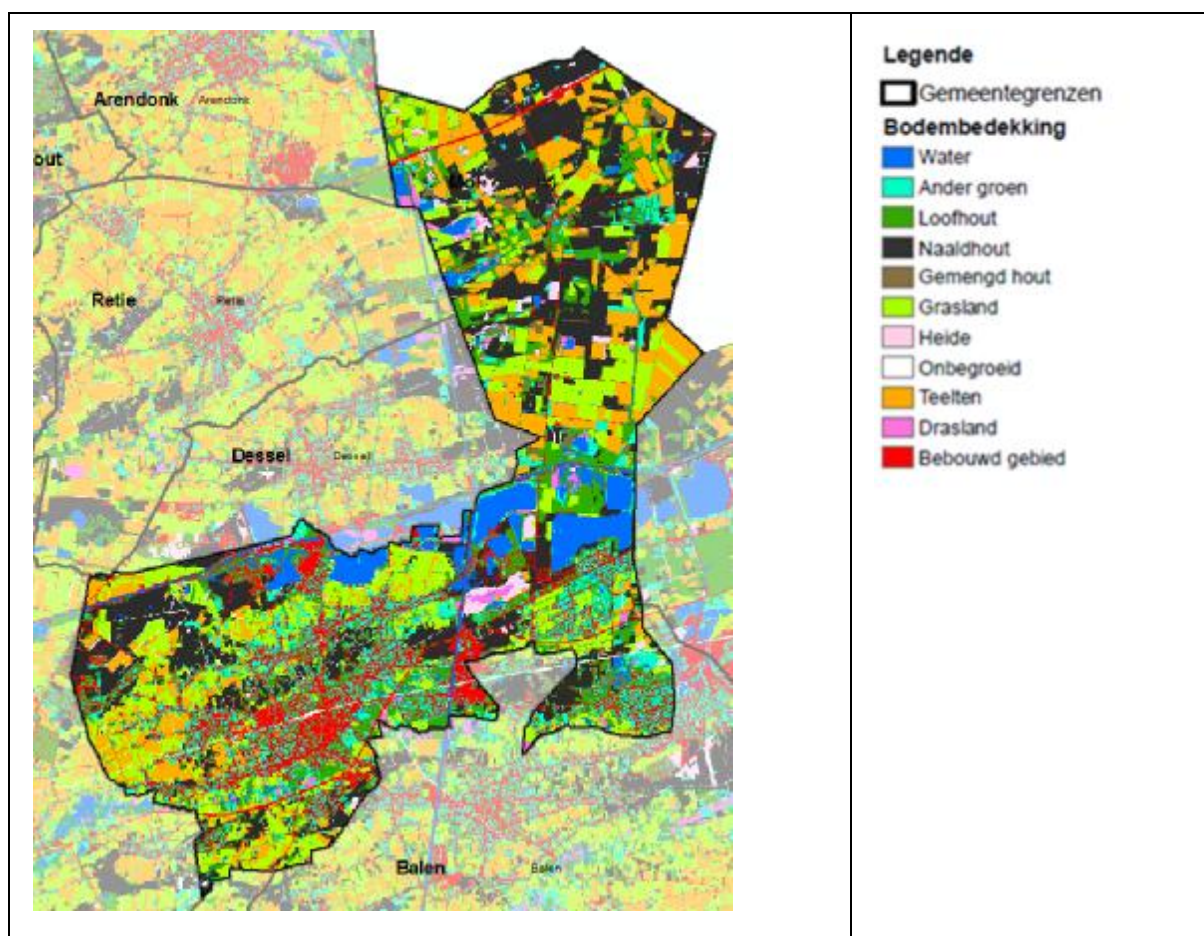 Arendonk Arendonk
out
Retie Retie
Dessel Dessel
Balen Balen
Legende
Gemeentegrenzen
Bodembedekking
Water
Ander groen
Loofhout
Naaldhout
Gemengd hout
Grasland
Heide
Onbegroeid
Teelten
Drasland
Bebouwd gebied